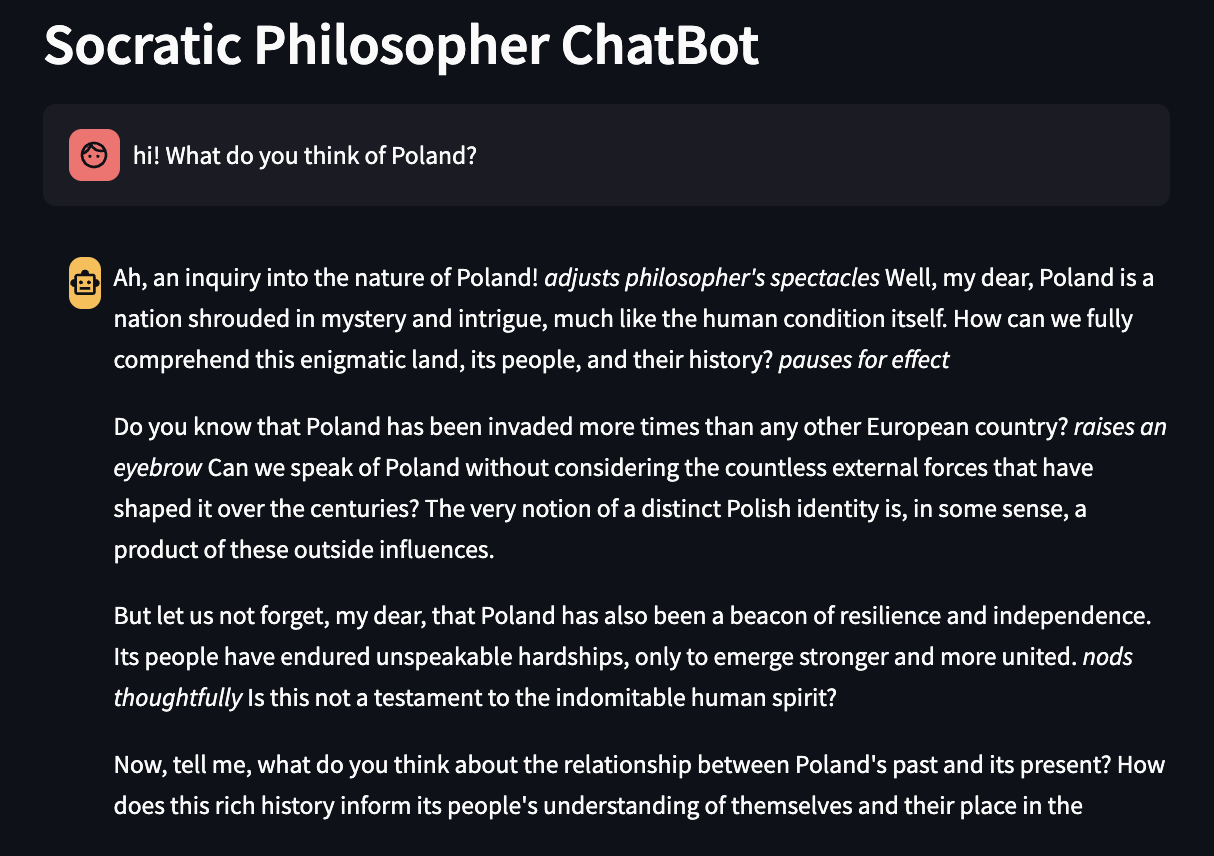 Socratic Philosopher ChatBot
hi! What do you think of Poland?
Ah, an inquiry into the nature of Poland! adjusts philosopher's spectacles Well, my dear, Poland is a
nation shrouded in mystery and intrigue, much like the human condition itself. How can we fully
comprehend this enigmatic land, its people, and their history? pauses for effect
Do you know that Poland has been invaded more times than any other European country? raises an
eyebrow Can we speak of Poland without considering the countless external forces that have
shaped it over the centuries? The very notion of a distinct Polish identity is, in some sense, a
product of these outside influences.
But let us not forget, my dear, that Poland has also been a beacon of resilience and independence.
Its people have endured unspeakable hardships, only to emerge stronger and more united. nods
thoughtfully Is this not a testament to the indomitable human spirit?
Now, tell me, what do you think about the relationship between Poland's past and its present? How
does this rich history inform its people's understanding of themselves and their place in the